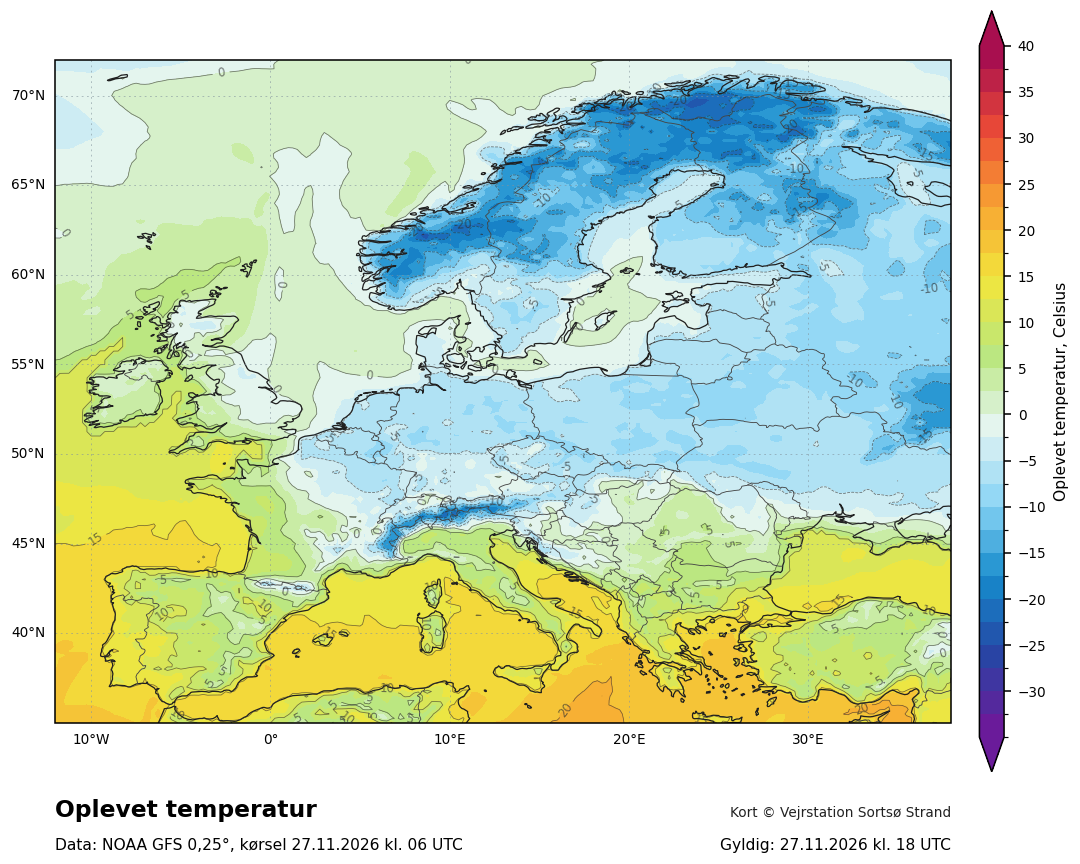 40
35
30
25
20
15
10
5
0
−5
−10
−15
−20
−25
−30
Oplevet temperatur, Celsius
70°N
65°N
60°N
55°N
50°N
45°N
40°N
10°W
0°
10°E
20°E
30°E
Oplevet temperatur
Kort © Vejrstation Sortsø Strand
Data: NOAA GFS 0,25°, kørsel 27.11.2026 kl. 06 UTC
Gyldig: 27.11.2026 kl. 18 UTC